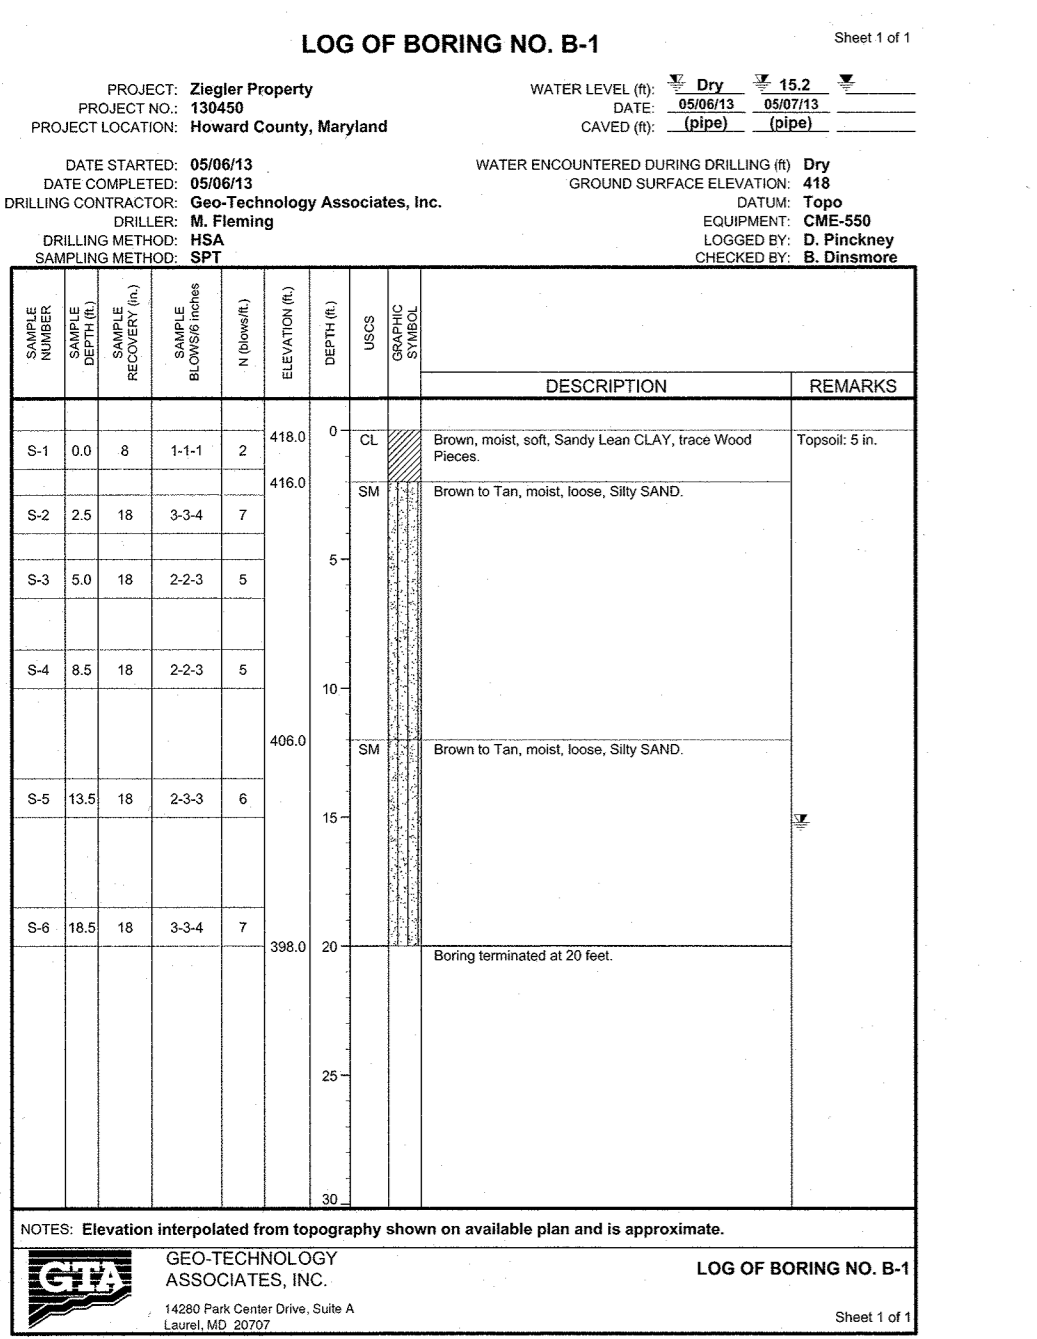 LOG OF BORING NO. B-1
Sheet 1 of 1
PROJECT: Ziegler Property
PROJECT NO.: 130450
PROJECT LOCATION: Howard County, Maryland
WATER LEVEL (ft): Dry 15.2
DATE: 05/06/13 05/07/13
CAVED (ft): (pipe) (pipe)
DATE STARTED: 05/06/13
DATE COMPLETED: 05/06/13
DRILLING CONTRACTOR: Geo-Technology Associates, Inc.
DRILLER: M. Fleming
DRILLING METHOD: HSA
SAMPLING METHOD: SPT
WATER ENCOUNTERED DURING DRILLING (ft) Dry
GROUND SURFACE ELEVATION: 418
DATUM: Topo
EQUIPMENT: CME-550
LOGGED BY: D. Pinckney
CHECKED BY: B. Dinsmore
SAMPLE NUMBER
SAMPLE DEPTH (ft.)
SAMPLE RECOVERY (in.)
SAMPLE BLOWS/6 inches
N (blows/ft.)
ELEVATION (ft.)
DEPTH (ft.)
USCS
GRAPHIC SYMBOL
DESCRIPTION
REMARKS
418.0 0 CL Brown, moist, soft, Sandy Lean CLAY, trace Wood Topsoil: 5 in.
S-1 0.0 8 1-1-1 2 Pieces.
416.0 SM Brown to Tan, moist, loose, Silty SAND.
S-2 2.5 18 3-3-4 7
5
S-3 5.0 18 2-2-3 5
S-4 8.5 18 2-2-3 5
10
406.0 SM Brown to Tan, moist, loose, Silty SAND.
S-5 13.5 18 2-3-3 6
15
S-6 18.5 18 3-3-4 7
398.0 20 Boring terminated at 20 feet.
25
30
NOTES: Elevation interpolated from topography shown on available plan and is approximate.
GTA
GEO-TECHNOLOGY
ASSOCIATES, INC.
14280 Park Center Drive, Suite A
Laurel, MD 20707
LOG OF BORING NO. B-1
Sheet 1 of 1